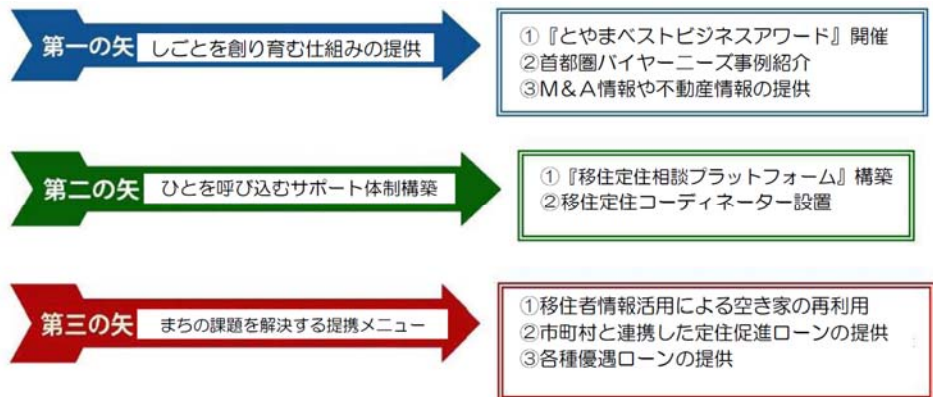 第一の矢
しごとを創り育む仕組みの提供
①『とやまベストビジネスアワード』開催
②首都圏バイヤーニーズ事例紹介
③M&A情報や不動産情報の提供
第二の矢
ひとを呼び込むサポート体制構築
①『移住定住相談プラットフォーム』構築
②移住定住コーディネーター設置
第三の矢
まちの課題を解決する提携メニュー
①移住者情報活用による空き家の再利用
②市町村と連携した定住促進ローンの提供
③各種優遇ローンの提供